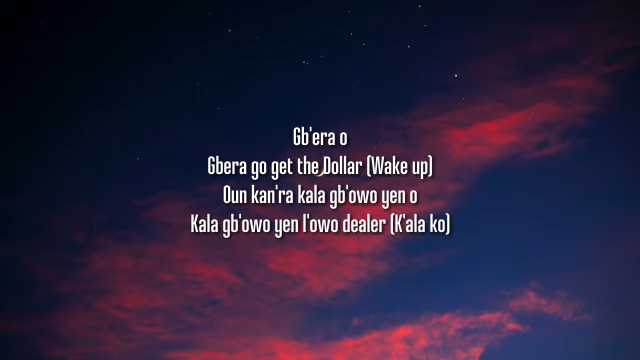 Gb'era o
Gbera go get the Dollar (Wake up)
Oun kan'ra kala gb'owo yen o
Kala gb'owo yen l'owo dealer (K'ala ko)